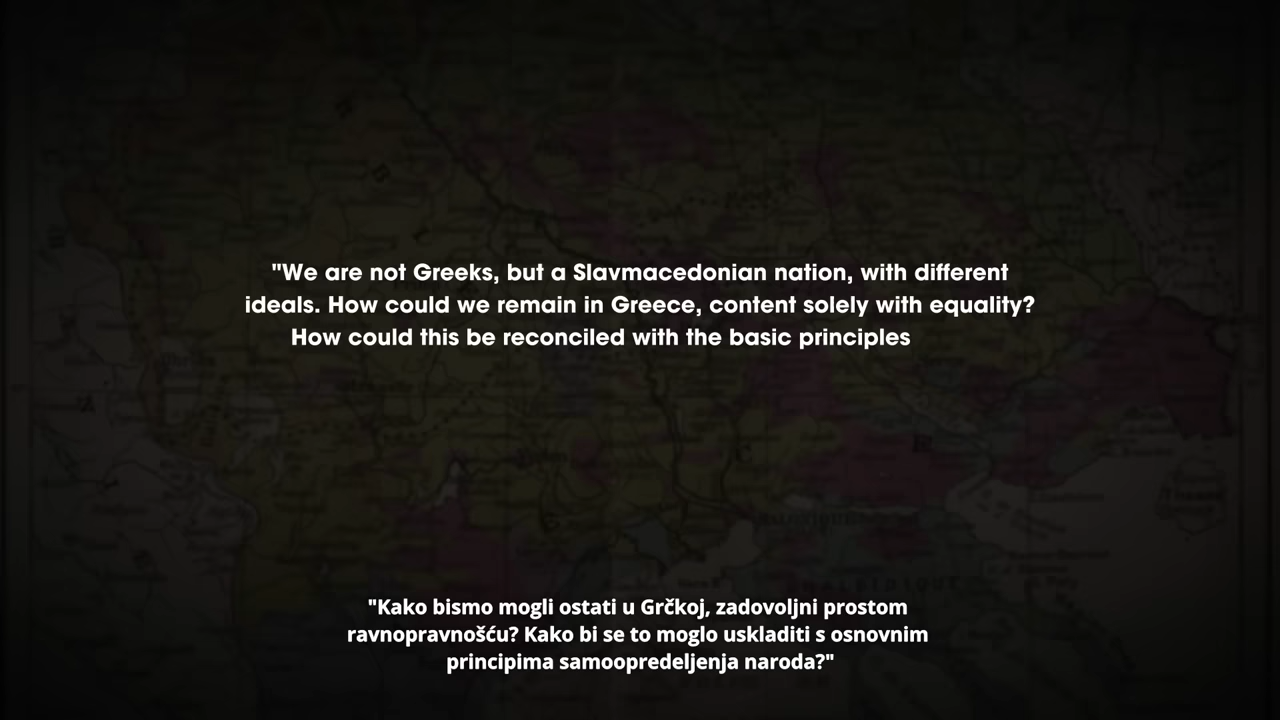 "We are not Greeks, but a Slavmacedonian nation, with different
ideals. How could we remain in Greece, content solely with equality?
How could this be reconciled with the basic principles
"Kako bismo mogli ostati u Grčkoj, zadovoljni prostom
ravnopravnošću? Kako bi se to moglo uskladiti s osnovnim
principima samoopredeljenja naroda?"